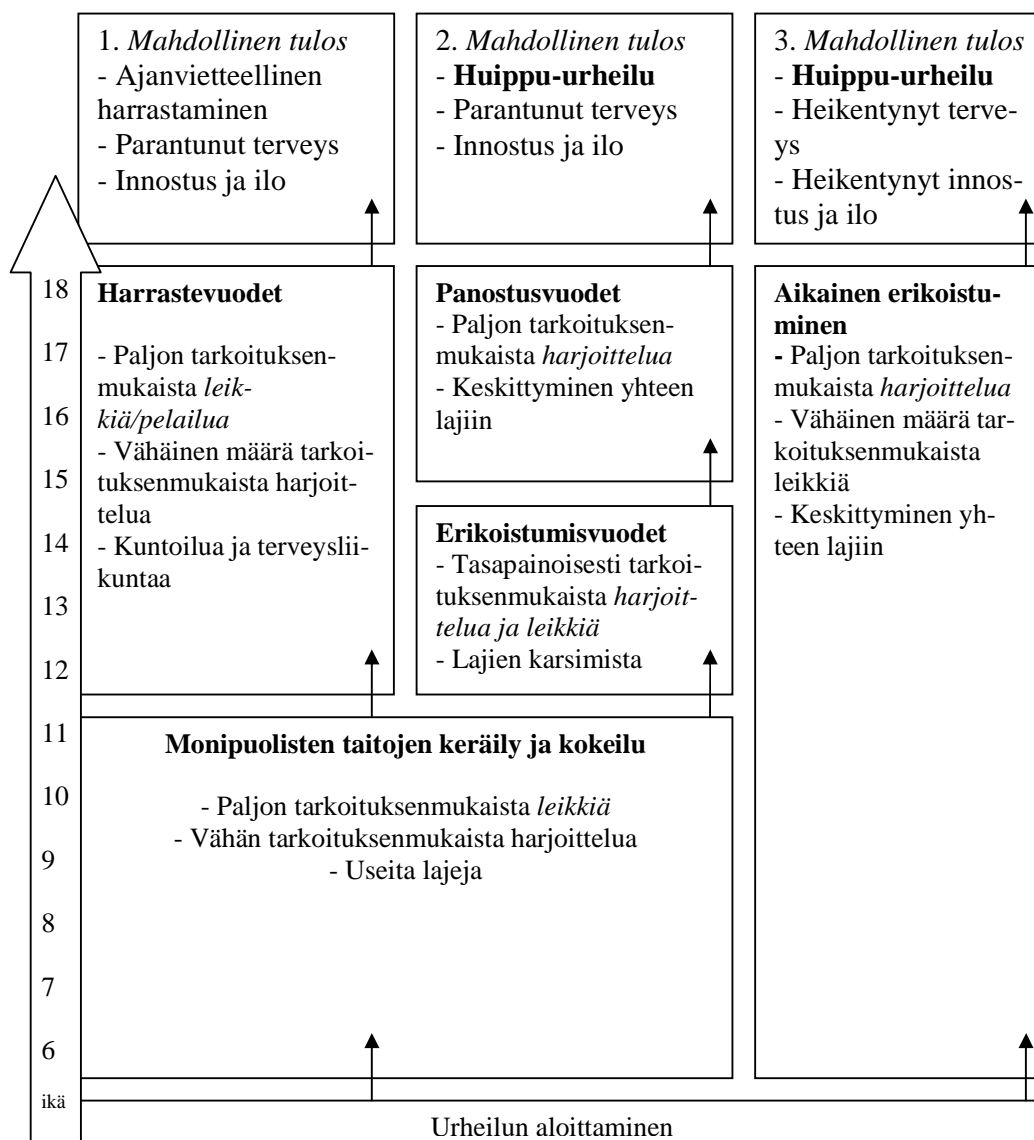 1. Mahdollinen tulos
- Ajanvietteellinen
harrastaminen
- Parantunut terveys
- Innostus ja ilo
2. Mahdollinen tulos
- Huippu-urheilu
- Parantunut terveys
- Innostus ja ilo
3. Mahdollinen tulos
- Huippu-urheilu
- Heikentynyt terve-
ys
- Heikentynyt innos-
tus ja ilo
18
17
16
15
14
13
12
11
10
9
8
7
6
ikä
Harrastevuodet
- Paljon tarkoituksen-
mukaista leik-
kiä/pelailua
- Vähäinen määrä tarkoi-
tuksenmukaista harjoit-
telua
- Kuntoilua ja terveyslii-
kuntaa
Panostusvuodet
- Paljon tarkoituksen-
mukaista harjoittelua
- Keskittyminen yhteen
lajiin
Erikoistumisvuodet
- Tasapainoisesti tarkoi-
tuksenmukaista harjoit-
telua ja leikkiä
- Lajien karsimista
Aikainen erikoistu-
minen
- Paljon tarkoituksen-
mukaista harjoittelua
- Vähäinen määrä tar-
koituksenmukaista
leikkiä
- Keskittyminen yh-
teen lajiin
Monipuolisten taitojen keräily ja kokeilu
- Paljon tarkoituksenmukaista leikkiä
- Vähän tarkoituksenmukaista harjoittelua
- Useita lajeja
Urheilun aloittaminen